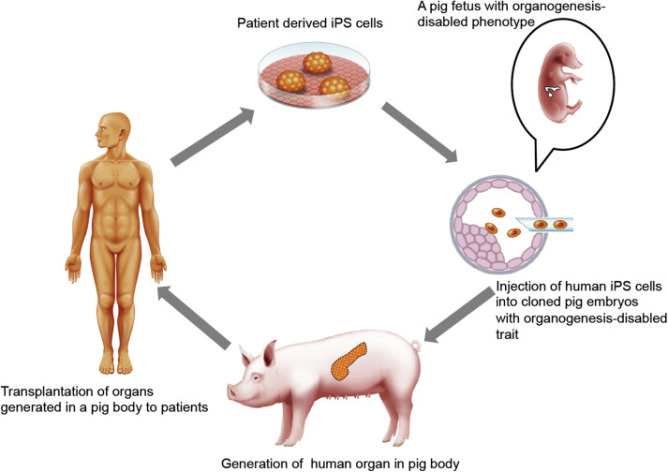 Patient derived iPS cells
A pig fetus with organogenesis-
disabled phenotype
Injection of human iPS cells
into cloned pig embryos
with organogenesis-disabled
trait
Generation of human organ in pig body
Transplantation of organs
generated in a pig body to patients